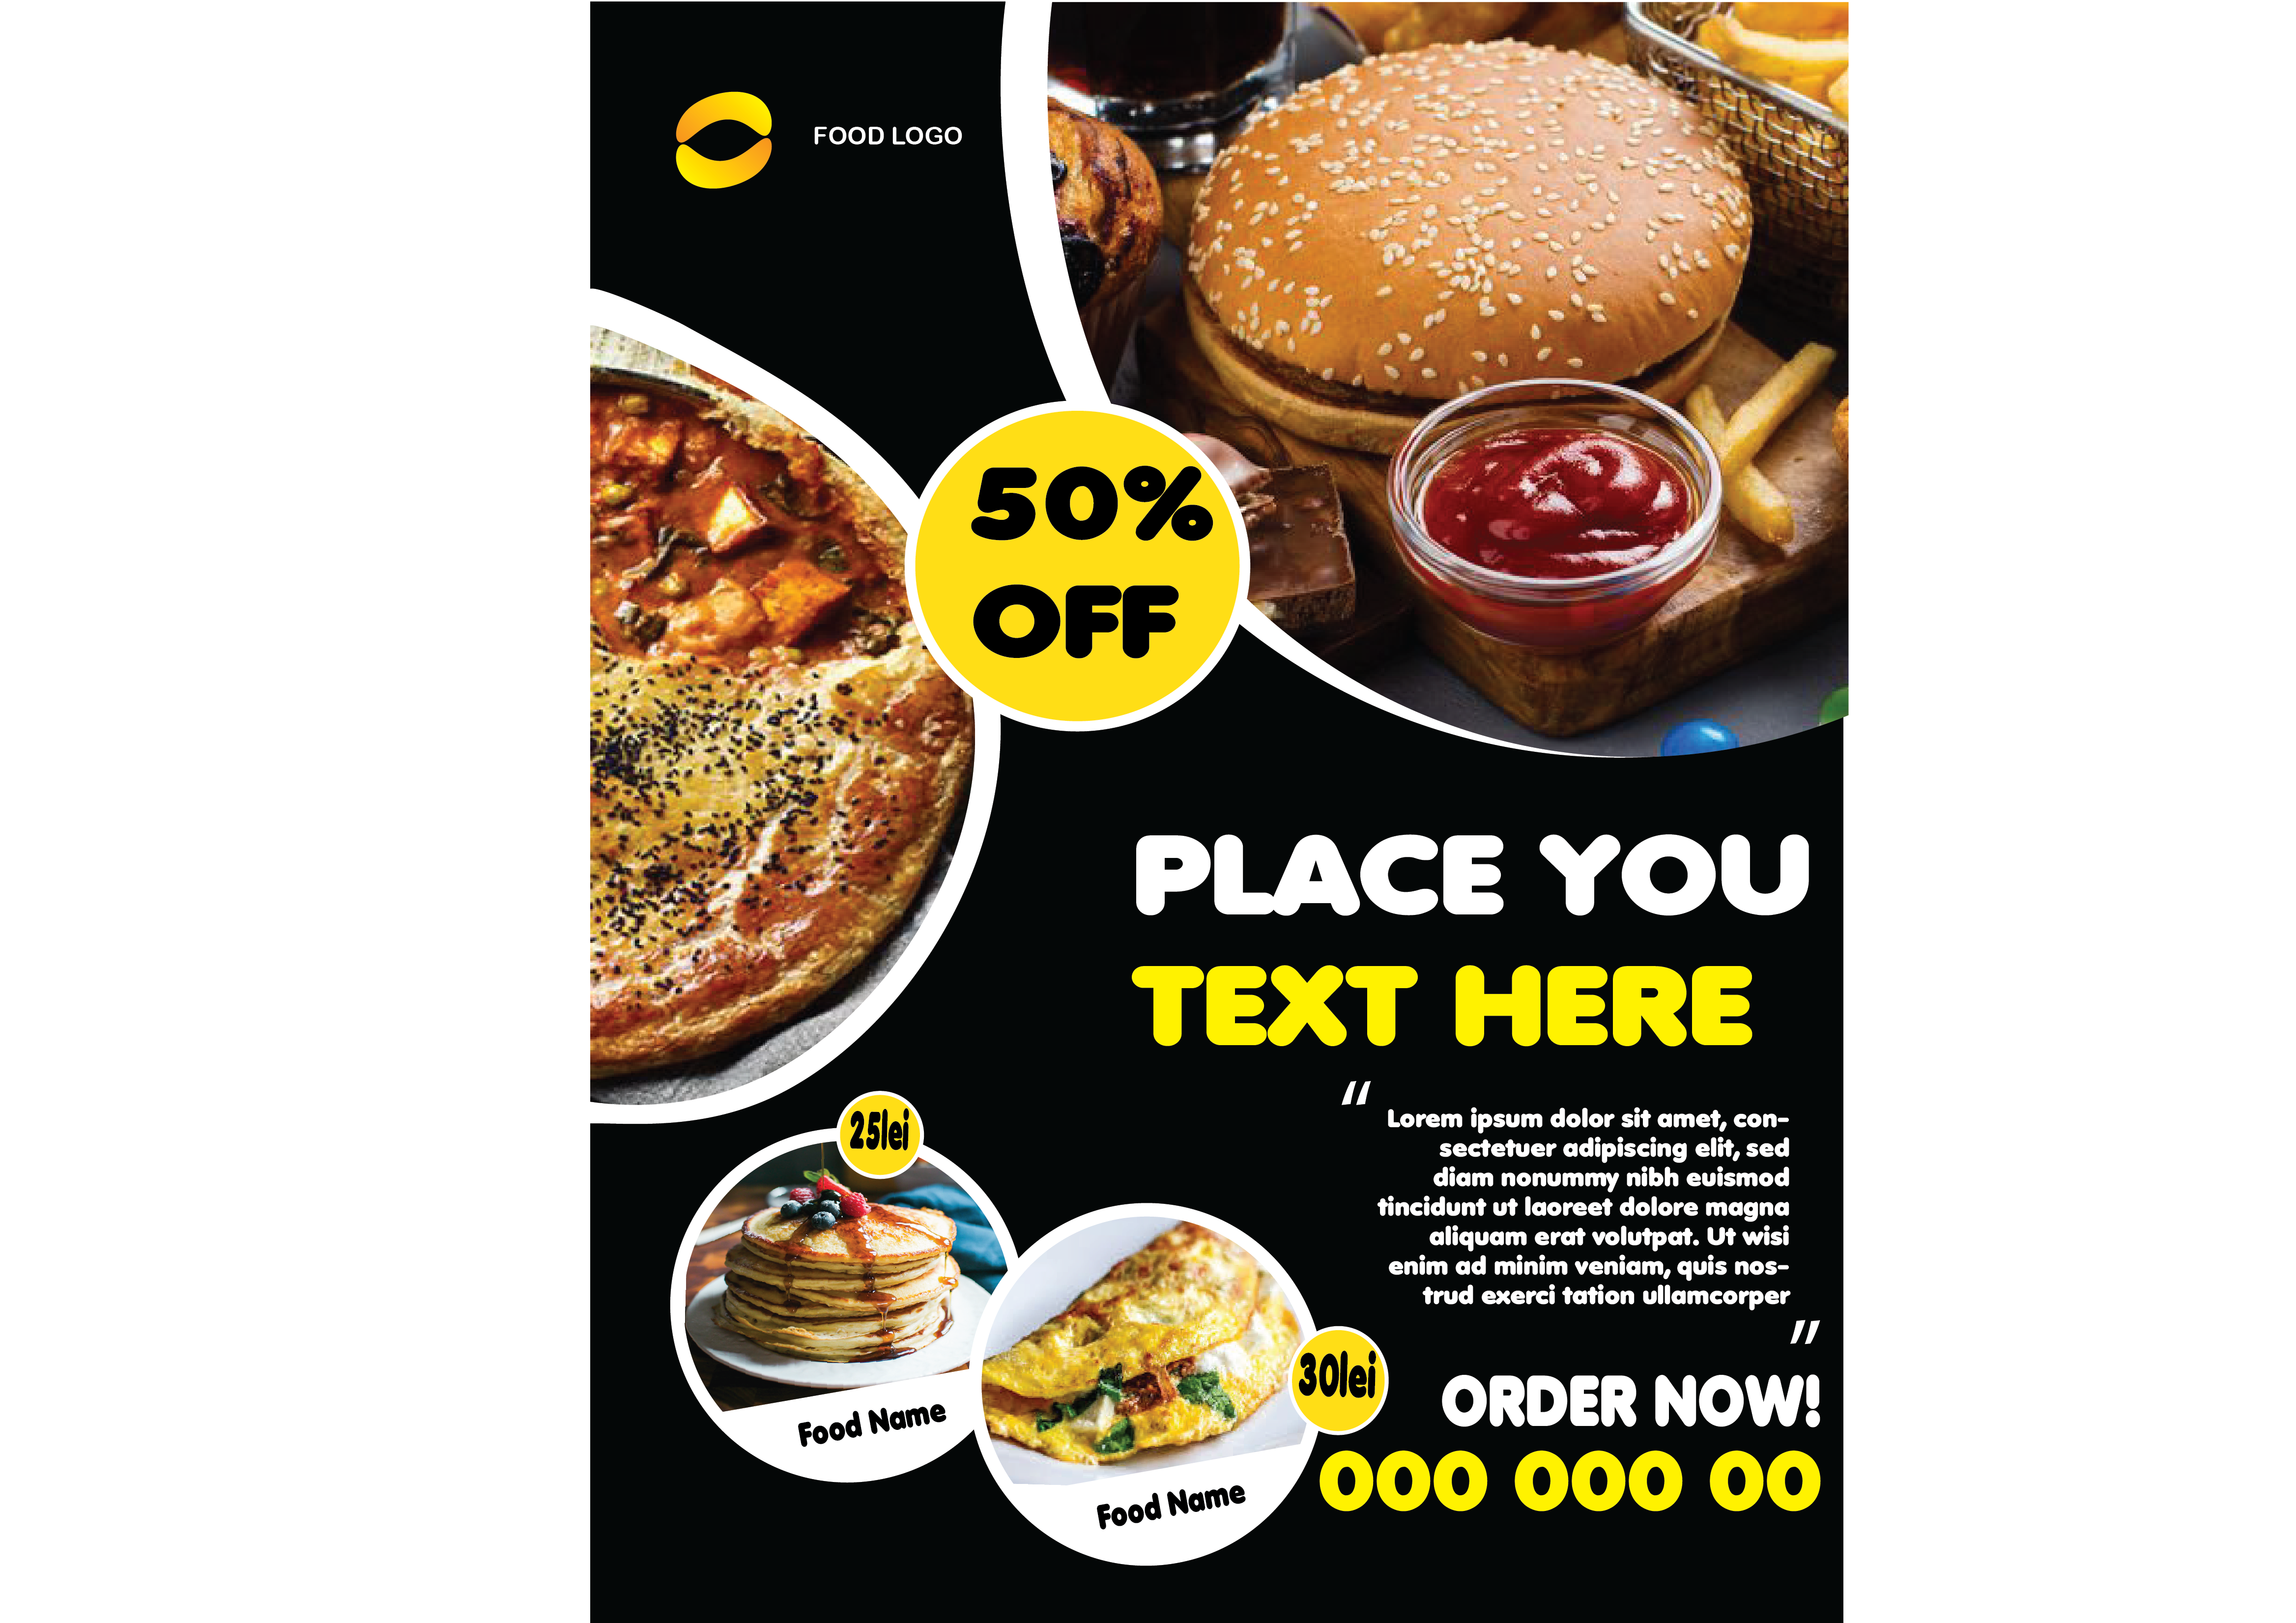 FOOD LOGO
50%
OFF
PLACE YOU
TEXT HERE
“
Lorem ipsum dolor sit amet, con-
sectetuer adipiscing elit, sed
diam nonummy nibh euismod
tincidunt ut laoreet dolore magna
aliquam erat volutpat. Ut wisi
enim ad minim veniam, quis nos-
trud exerci tation ullamcorper
”
25lei
Food Name
30lei
Food Name
ORDER NOW!
000 000 00